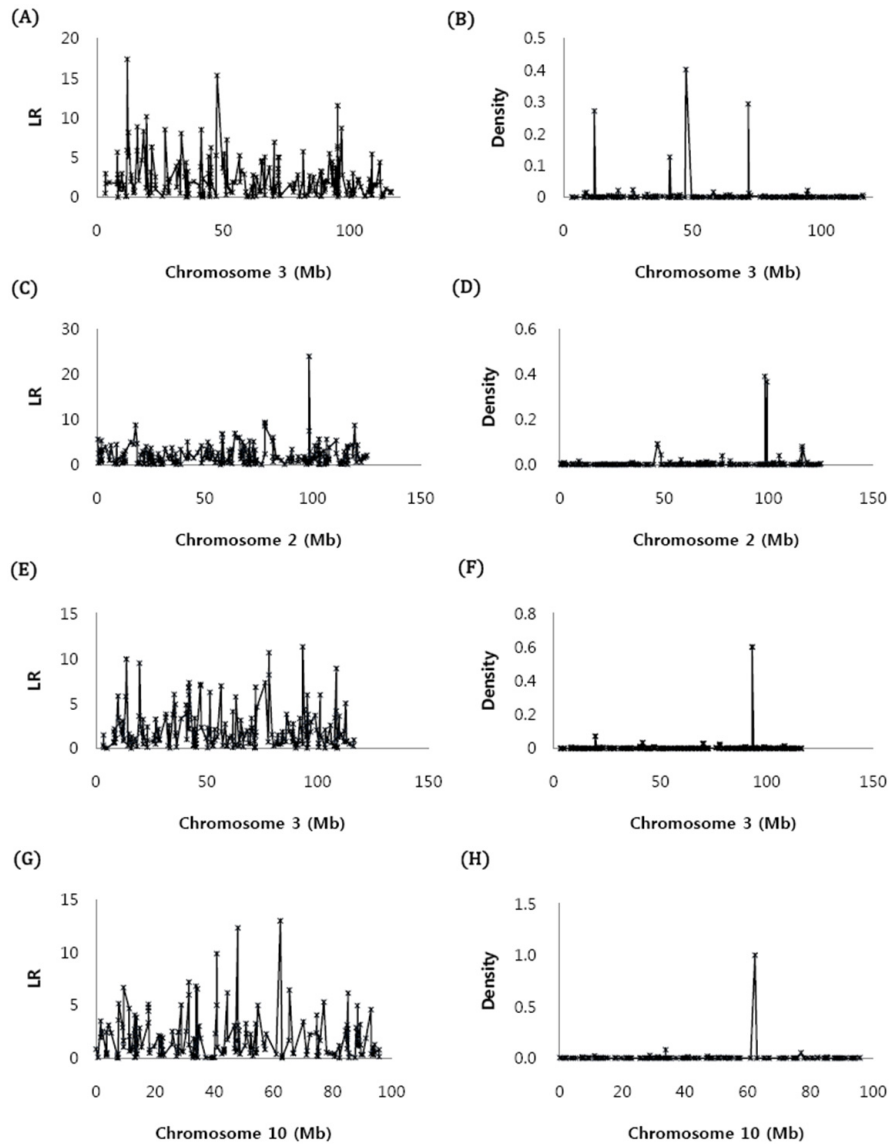 (A)
20
15
10
5
0
LR
0 50 100
Chromosome 3 (Mb)
(B)
0.5
0.4
0.3
0.2
0.1
0
Density
0 50 100
Chromosome 3 (Mb)
(C)
30
20
10
0
LR
0 50 100 150
Chromosome 2 (Mb)
(D)
0.6
0.4
0.2
0.0
Density
0 50 100 150
Chromosome 2 (Mb)
(E)
15
10
5
0
LR
0 50 100 150
Chromosome 3 (Mb)
(F)
0.8
0.6
0.4
0.2
0
Density
0 50 100 150
Chromosome 3 (Mb)
(G)
15
10
5
0
LR
0 20 40 60 80 100
Chromosome 10 (Mb)
(H)
1.5
1.0
0.5
0.0
Density
0 20 40 60 80 100
Chromosome 10 (Mb)